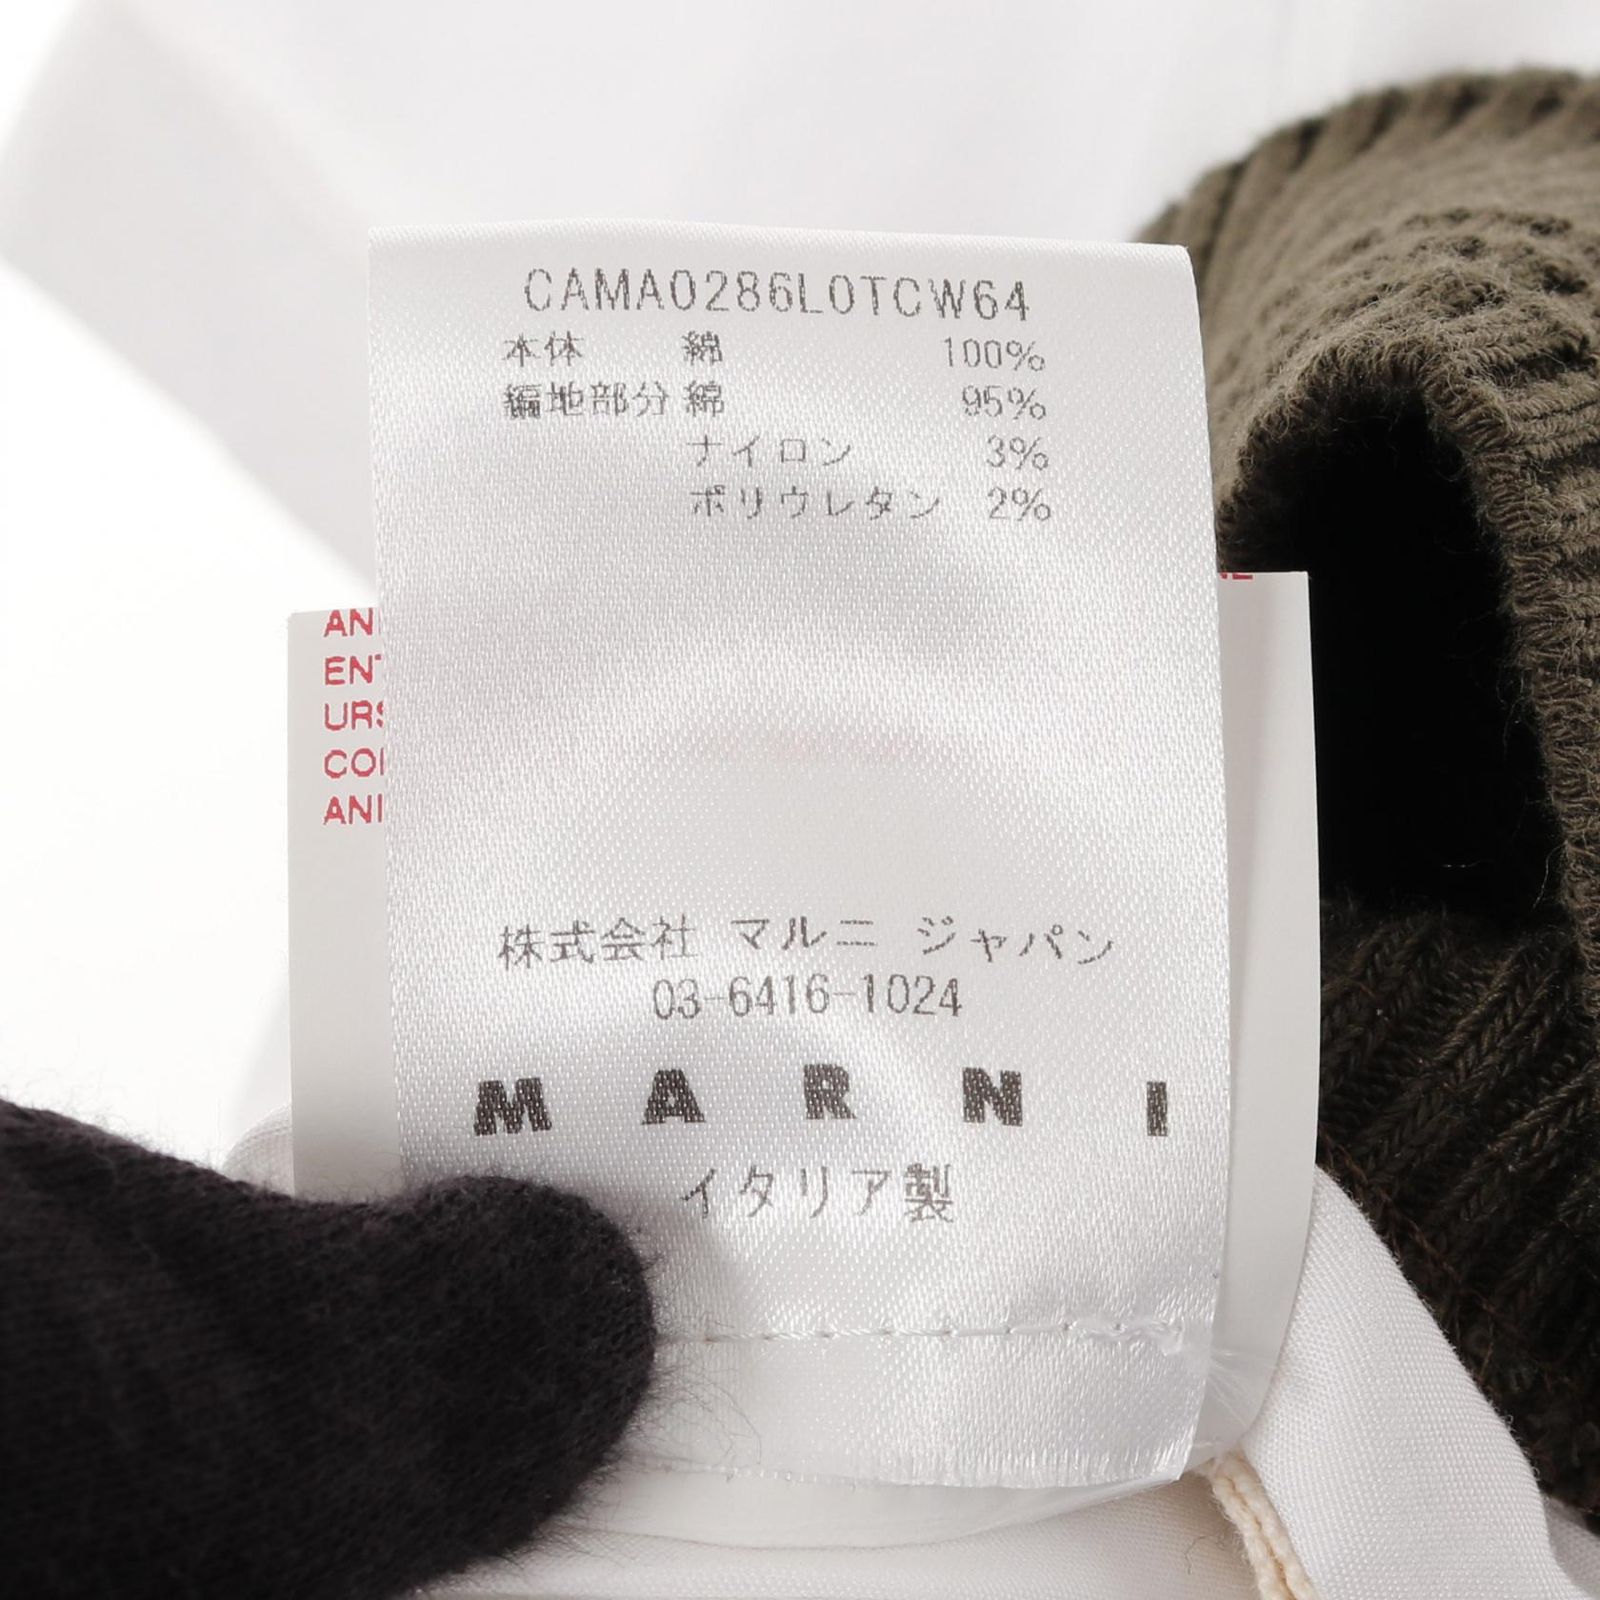 CAMA0286L0TCW64
本体 綿 100%
編地部分 綿 95%
ナイロン 3%
ポリウレタン 2%
株式会社 マルニ ジャパン
03-6416-1024
MARNI
イタリア製